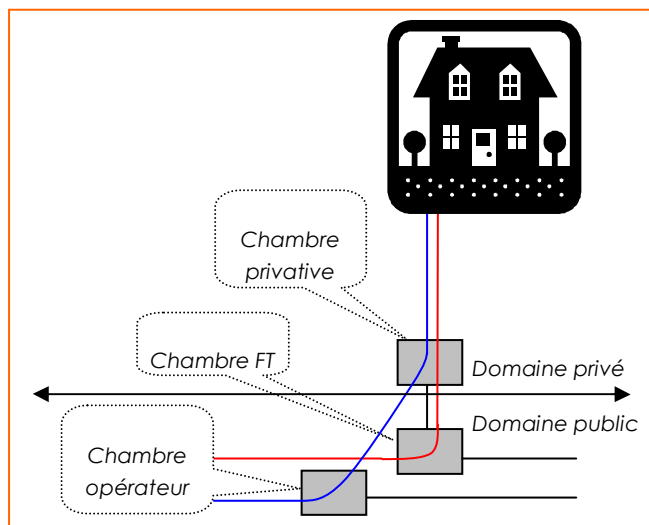 Chambre
privative
Chambre FT
Domaine privé
Domaine public
Chambre
opérateur